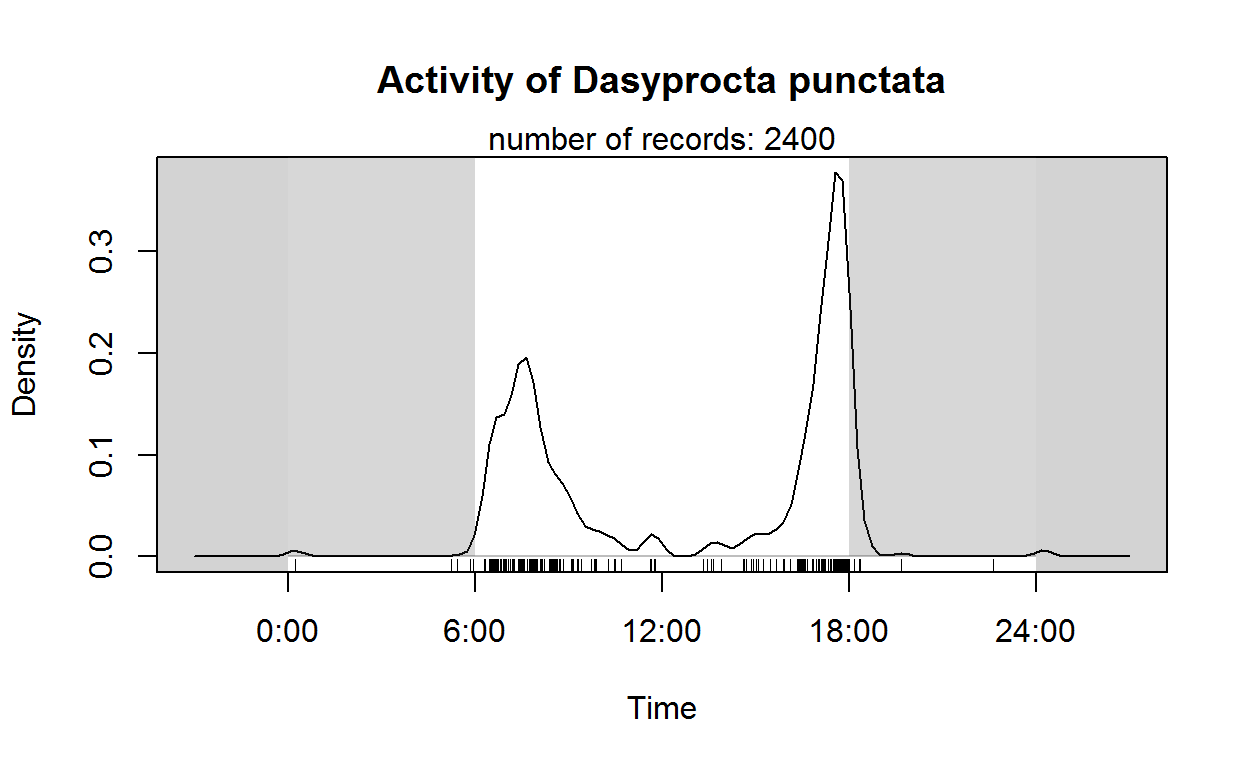 Activity of Dasyprocta punctata
number of records: 2400
Density
0.3
0.2
0.1
0.0
0:00 6:00 12:00 18:00 24:00
Time